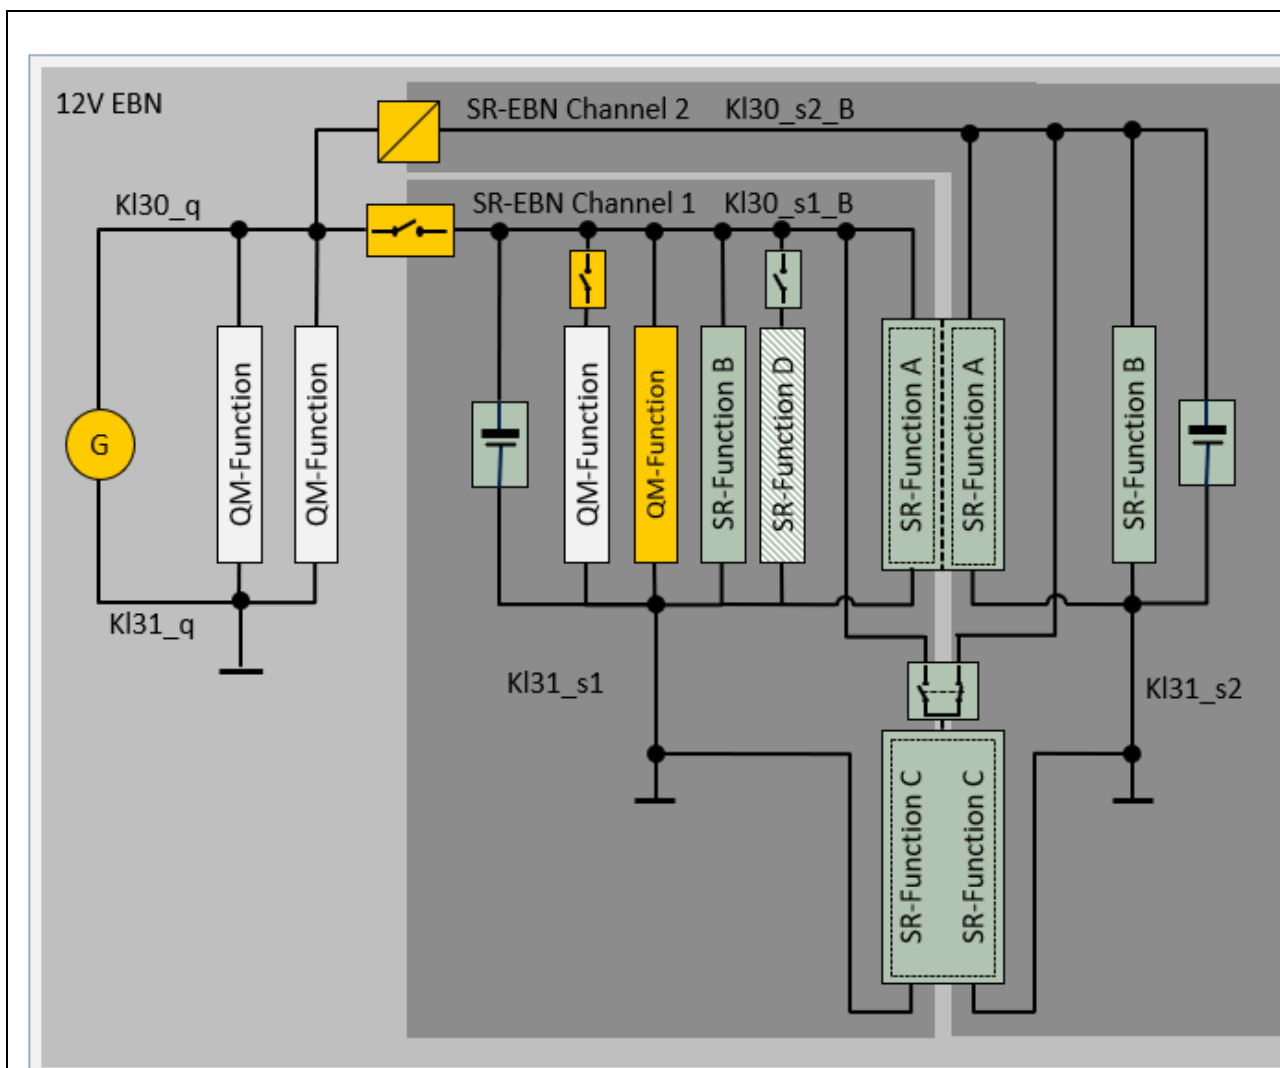 12V EBN
SR-EBN Channel 2
Kl30_s2_B
Kl30_q
SR-EBN Channel 1
Kl30_s1_B
G
QM-Function
QM-Function
QM-Function
QM-Function
SR-Function B
SR-Function D
SR-Function A
SR-Function A
SR-Function B
Kl31_q
Kl31_s1
Kl31_s2
SR-Function C
SR-Function C